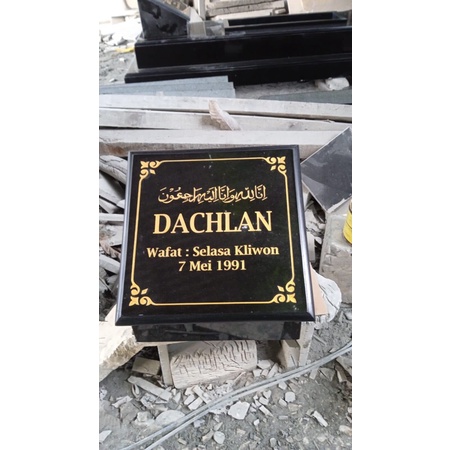 إنا لله وإنا إليه راجعون
DACHLAN
Wafat : Selasa Kliwon
7 Mei 1991